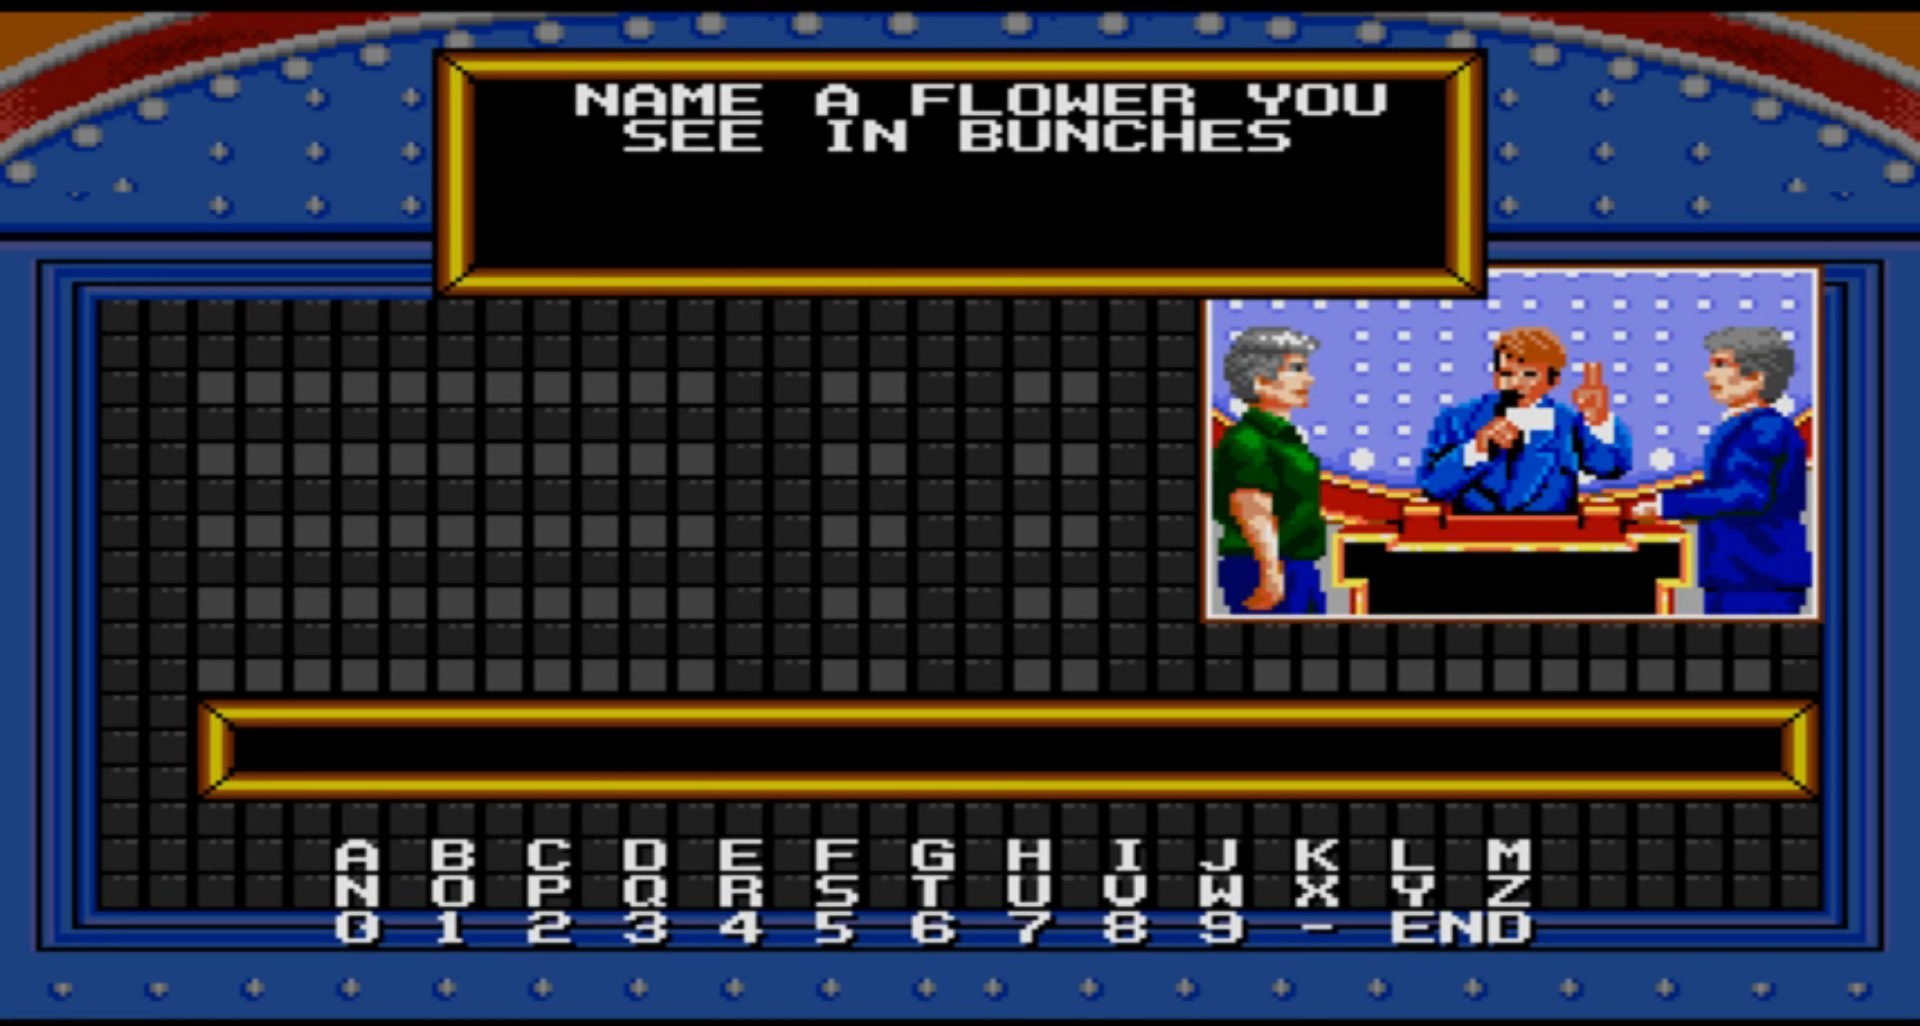 NAME A FLOWER YOU
SEE IN BUNCHES
A B C D E F G H I J K L M
N O P Q R S T U V W X Y Z
0 1 2 3 4 5 6 7 8 9 - END